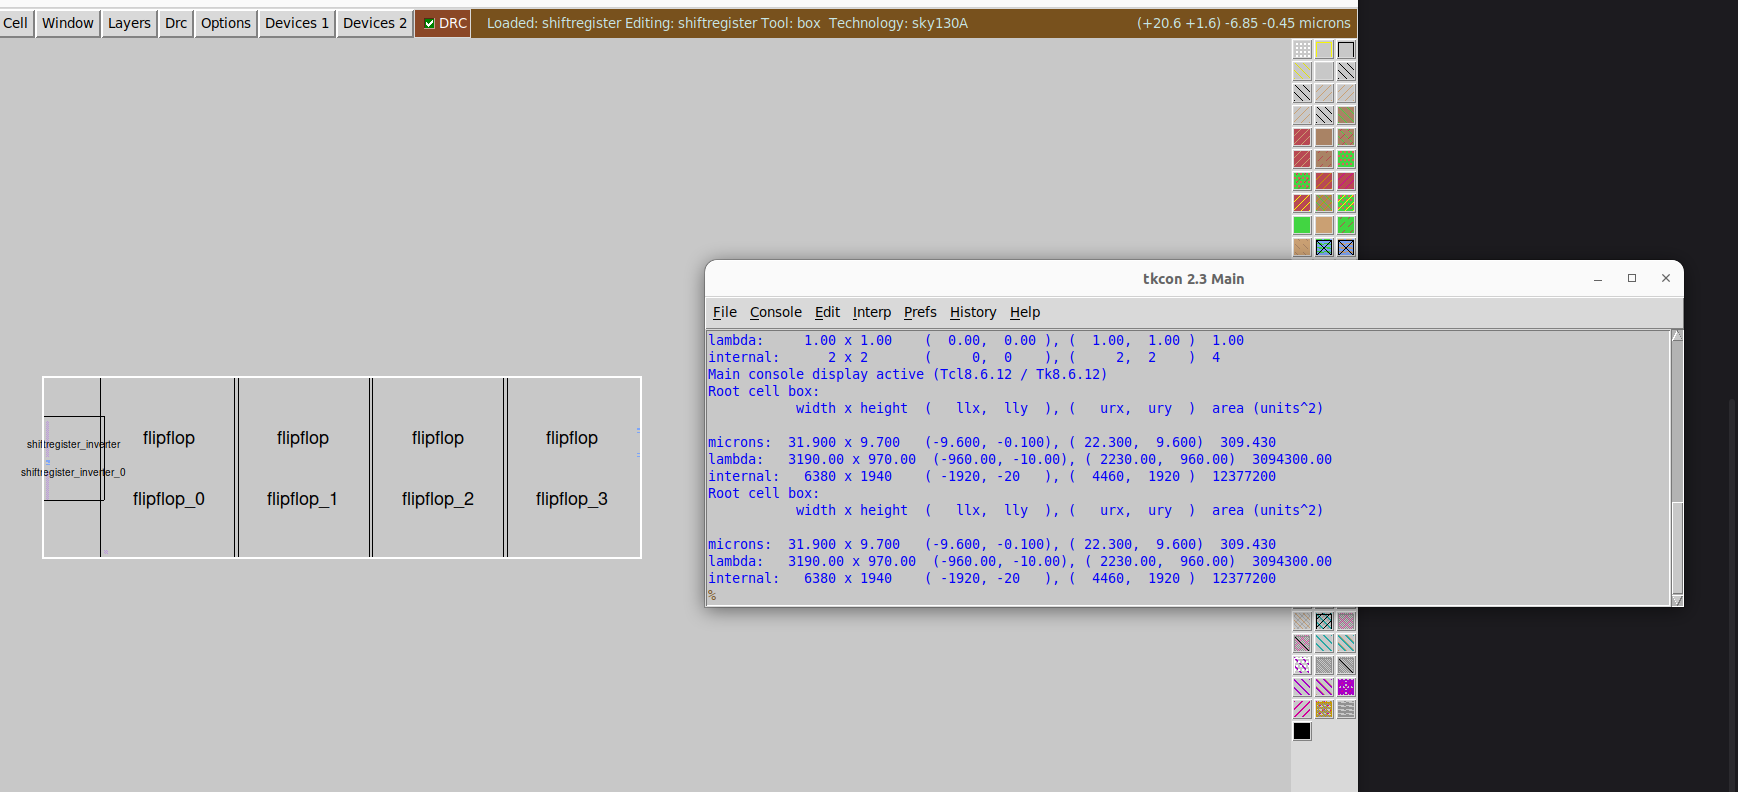 Cell Window Layers Drc Options Devices 1 Devices 2 DRC Loaded: shiftregister Editing: shiftregister Tool: box Technology: sky130A (+20.6 +1.6) -6.85 -0.45 microns
tkcon 2.3 Main
File Console Edit Interp Prefs History Help
lambda: 1.00 x 1.00 ( 0.00, 0.00 ), ( 1.00, 1.00 ) 1.00
internal: 2 x 2 ( 0, 0 ), ( 2, 2 ) 4
Main console display active (Tcl8.6.12 / Tk8.6.12)
Root cell box:
width x height ( llx, lly ), ( urx, ury ) area (units^2)
microns: 31.900 x 9.700 (-9.600, -0.100), ( 22.300, 9.600) 309.430
lambda: 3190.00 x 970.00 (-960.00, -10.00), ( 2230.00, 960.00) 3094300.00
internal: 6380 x 1940 ( -1920, -20 ), ( 4460, 1920 ) 12377200
Root cell box:
width x height ( llx, lly ), ( urx, ury ) area (units^2)
microns: 31.900 x 9.700 (-9.600, -0.100), ( 22.300, 9.600) 309.430
lambda: 3190.00 x 970.00 (-960.00, -10.00), ( 2230.00, 960.00) 3094300.00
internal: 6380 x 1940 ( -1920, -20 ), ( 4460, 1920 ) 12377200
%
flipflop flipflop flipflop flipflop
shiftregister_inverter
shiftregister_inverter_0
flipflop_0 flipflop_1 flipflop_2 flipflop_3